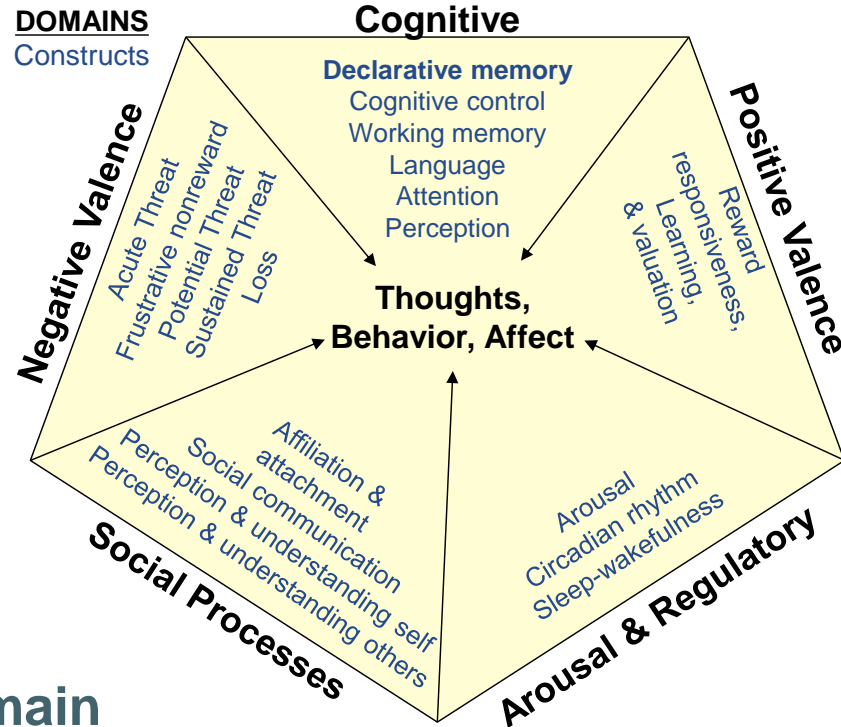 DOMAINS
Constructs
Cognitive
Declarative memory
Cognitive control
Working memory
Language
Attention
Perception
Negative Valence
Acute Threat
Frustrative nonreward
Potential Threat
Sustained Threat
Loss
Positive Valence
Reward
responsiveness,
Learning,
& valuation
Thoughts,
Behavior, Affect
Affiliation &
attachment
Social communication
Perception & understanding self
Perception & understanding others
Social Processes
Arousal
Circadian rhythm
Sleep-wakefulness
Arousal & Regulatory
main